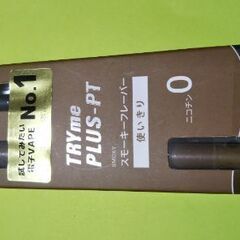 試してみたい
電子VAPE
No.1
TRYme
PLUS-PT
SMOKY
スモーキーフレーバー
使いきり
ニコチン
0